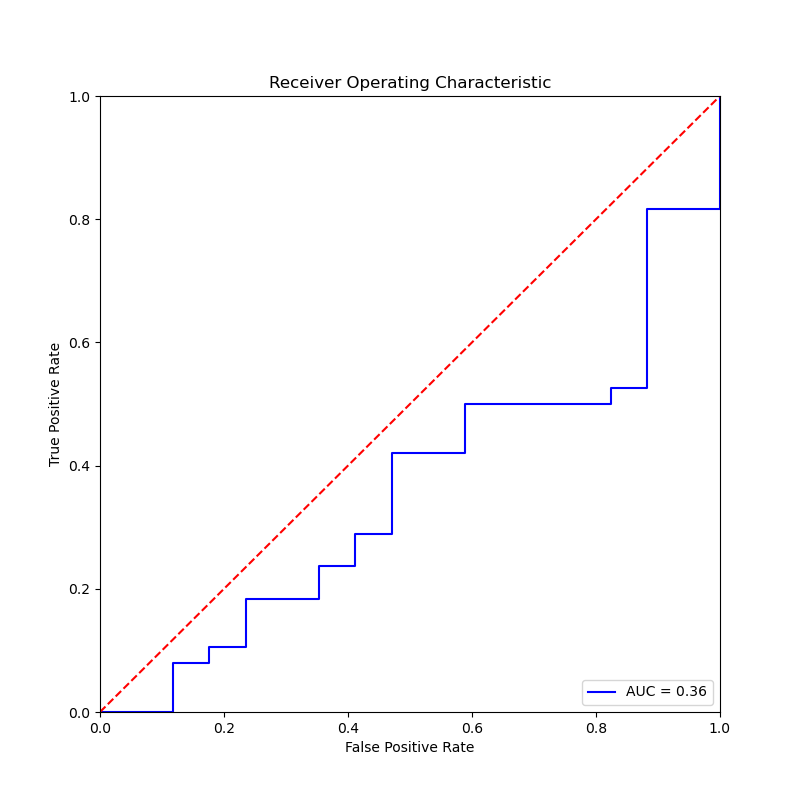 Receiver Operating Characteristic
1.0
0.8
0.6
0.4
0.2
0.0
True Positive Rate
AUC = 0.36
0.0 0.2 0.4 0.6 0.8 1.0
False Positive Rate